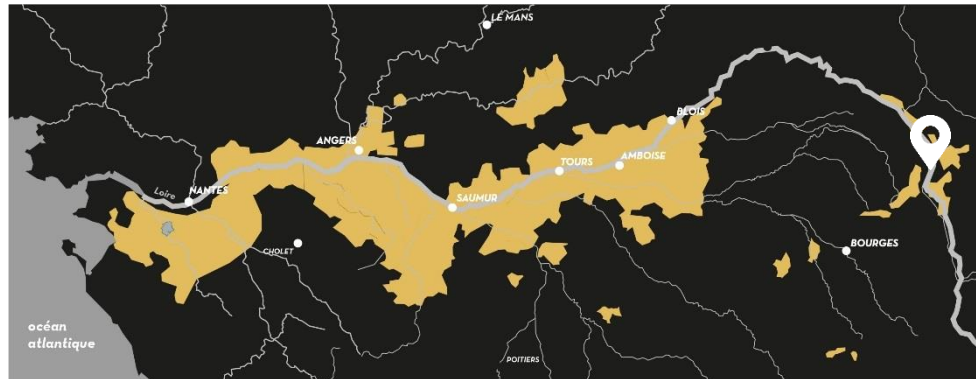 LE MANS
BLOIS
ANGERS
TOURS
AMBOISE
Loire
NANTES
SAUMUR
CHOLET
BOURGES
océan
atlantique
POITIERS